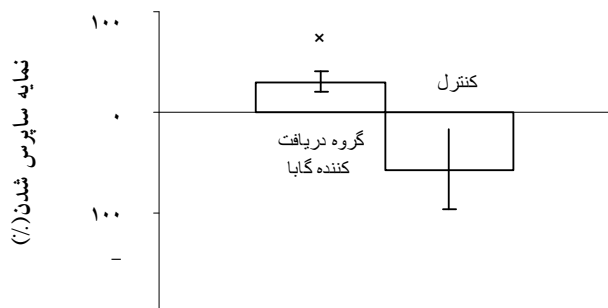 ۱۰۰
×
کنترل
۰
گروه دریافت
کننده گابا
۱۰۰
–
نمایه ساپرس شدن(٪)